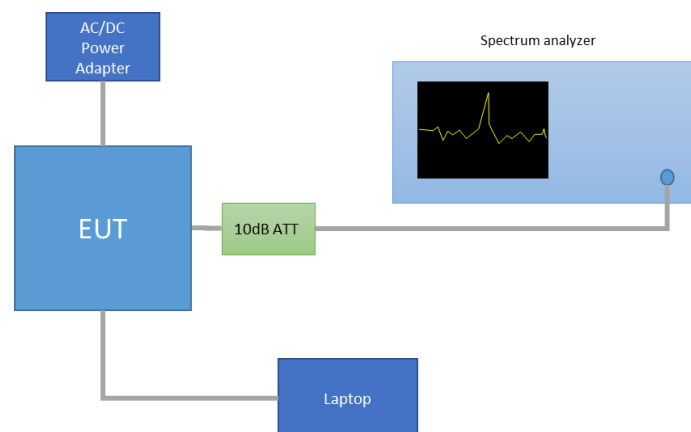 AC/DC
Power
Adapter
Spectrum analyzer
EUT
10dB ATT
Laptop